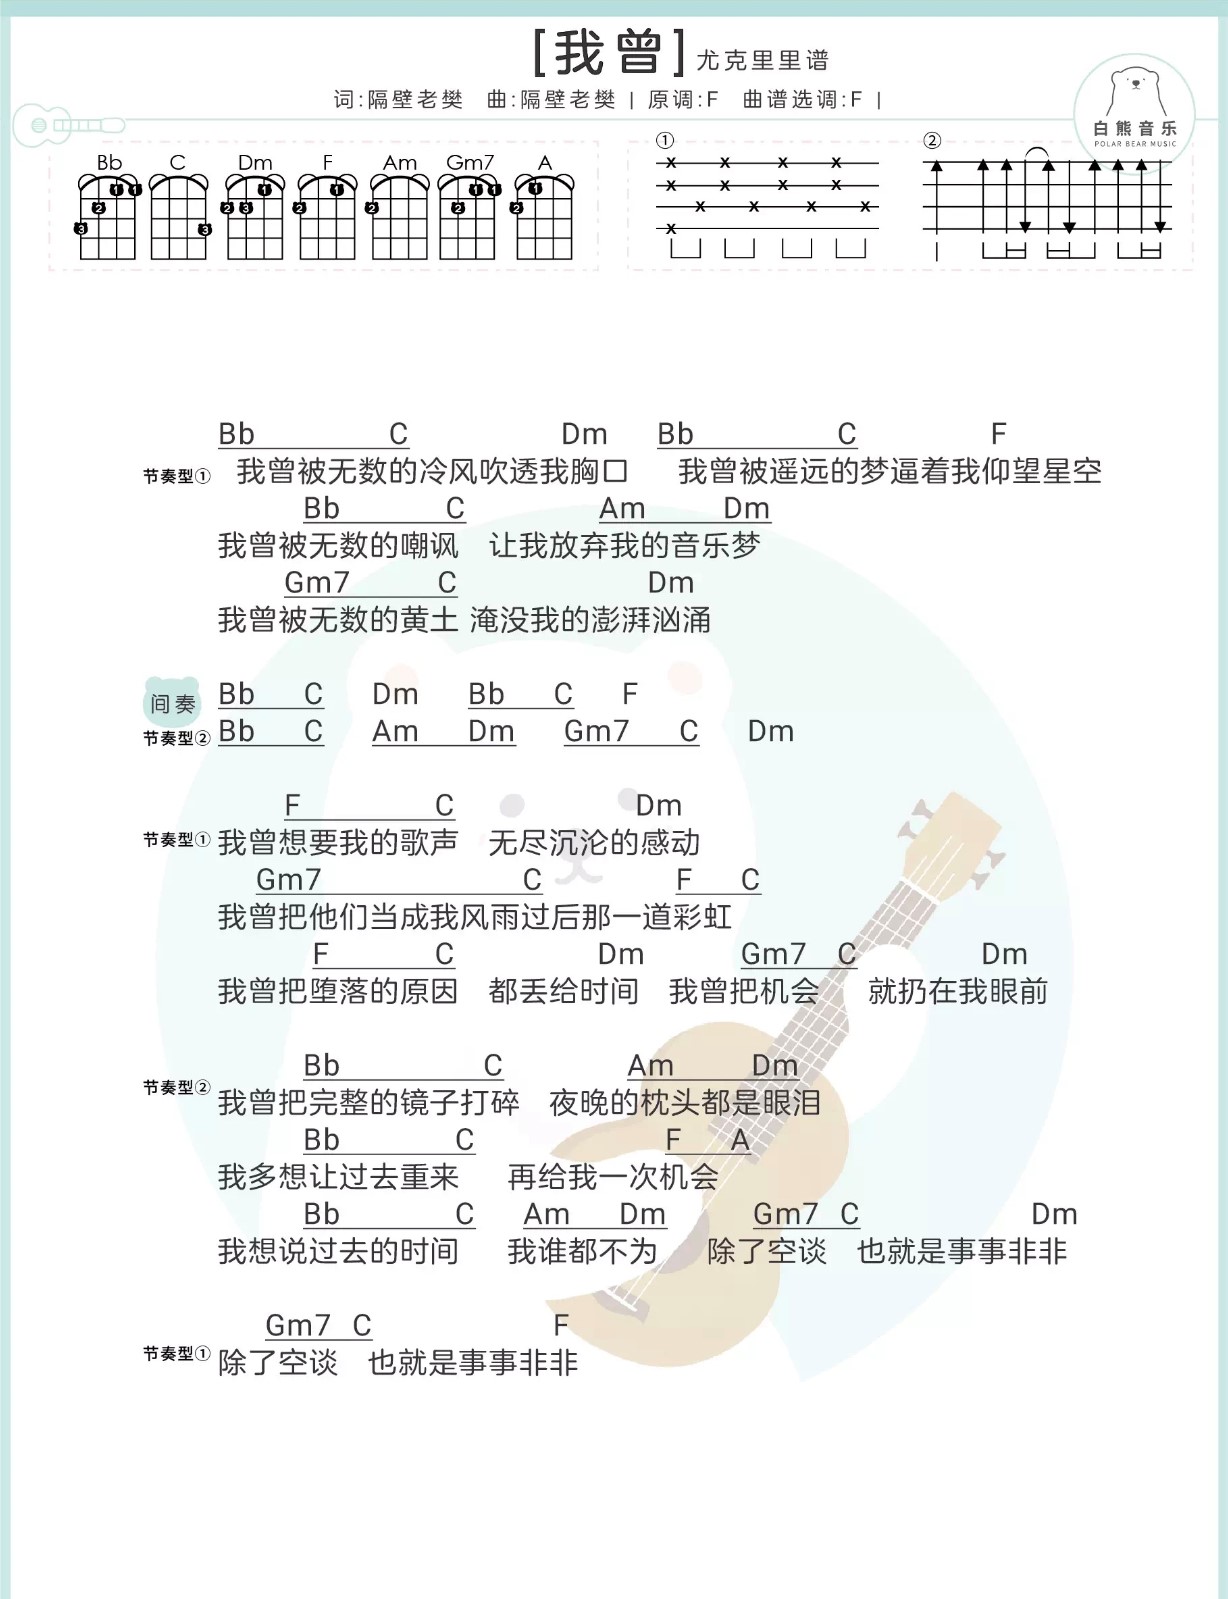 [我曾]尤克里里谱
词:隔壁老樊 曲:隔壁老樊 | 原调:F 曲谱选调:F |
白熊音乐
POLAR BEAR MUSIC
Bb C Dm F Am Gm7 A
① ②
Bb C Dm Bb C F
节奏型① 我曾被无数的冷风吹透我胸口 我曾被遥远的梦逼着我仰望星空
Bb C Am Dm
我曾被无数的嘲讽 让我放弃我的音乐梦
Gm7 C Dm
我曾被无数的黄土 淹没我的澎湃汹涌
间奏 Bb C Dm Bb C F
节奏型② Bb C Am Dm Gm7 C Dm
F C Dm
节奏型① 我曾想要我的歌声 无尽沉沦的感动
Gm7 C F C
我曾把他们当成我风雨过后那一道彩虹
F C Dm Gm7 C Dm
我曾把堕落的原因 都丢给时间 我曾把机会 就扔在我眼前
Bb C Am Dm
节奏型② 我曾把完整的镜子打碎 夜晚的枕头都是眼泪
Bb C F A
我多想让过去重来 再给我一次机会
Bb C Am Dm Gm7 C Dm
我想说过去的时间 我谁都不为 除了空谈 也就是事事非非
Gm7 C F
节奏型① 除了空谈 也就是事事非非